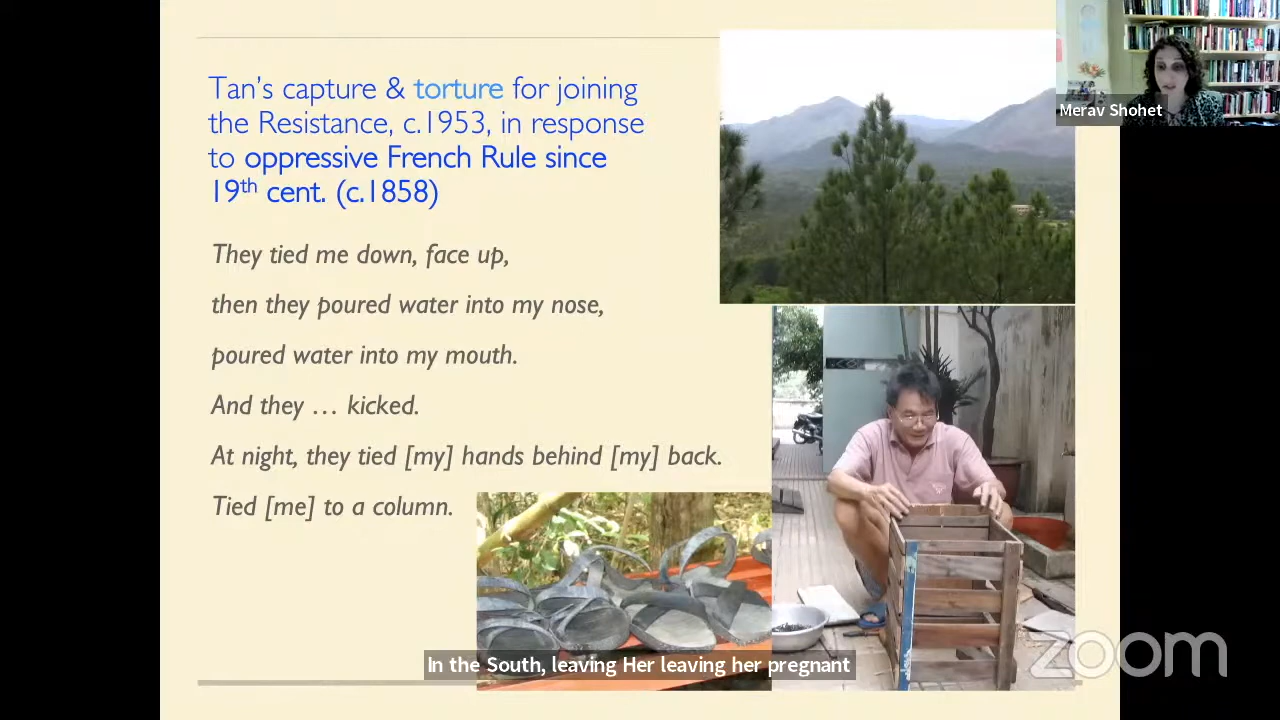 Tan's capture & torture for joining
the Resistance, c.1953, in response
to oppressive French Rule since
19th cent. (c.1858)
They tied me down, face up,
then they poured water into my nose,
poured water into my mouth.
And they … kicked.
At night, they tied [my] hands behind [my] back.
Tied [me] to a column.
Merav Shohet
In the South, leaving Her leaving her pregnant
zoom